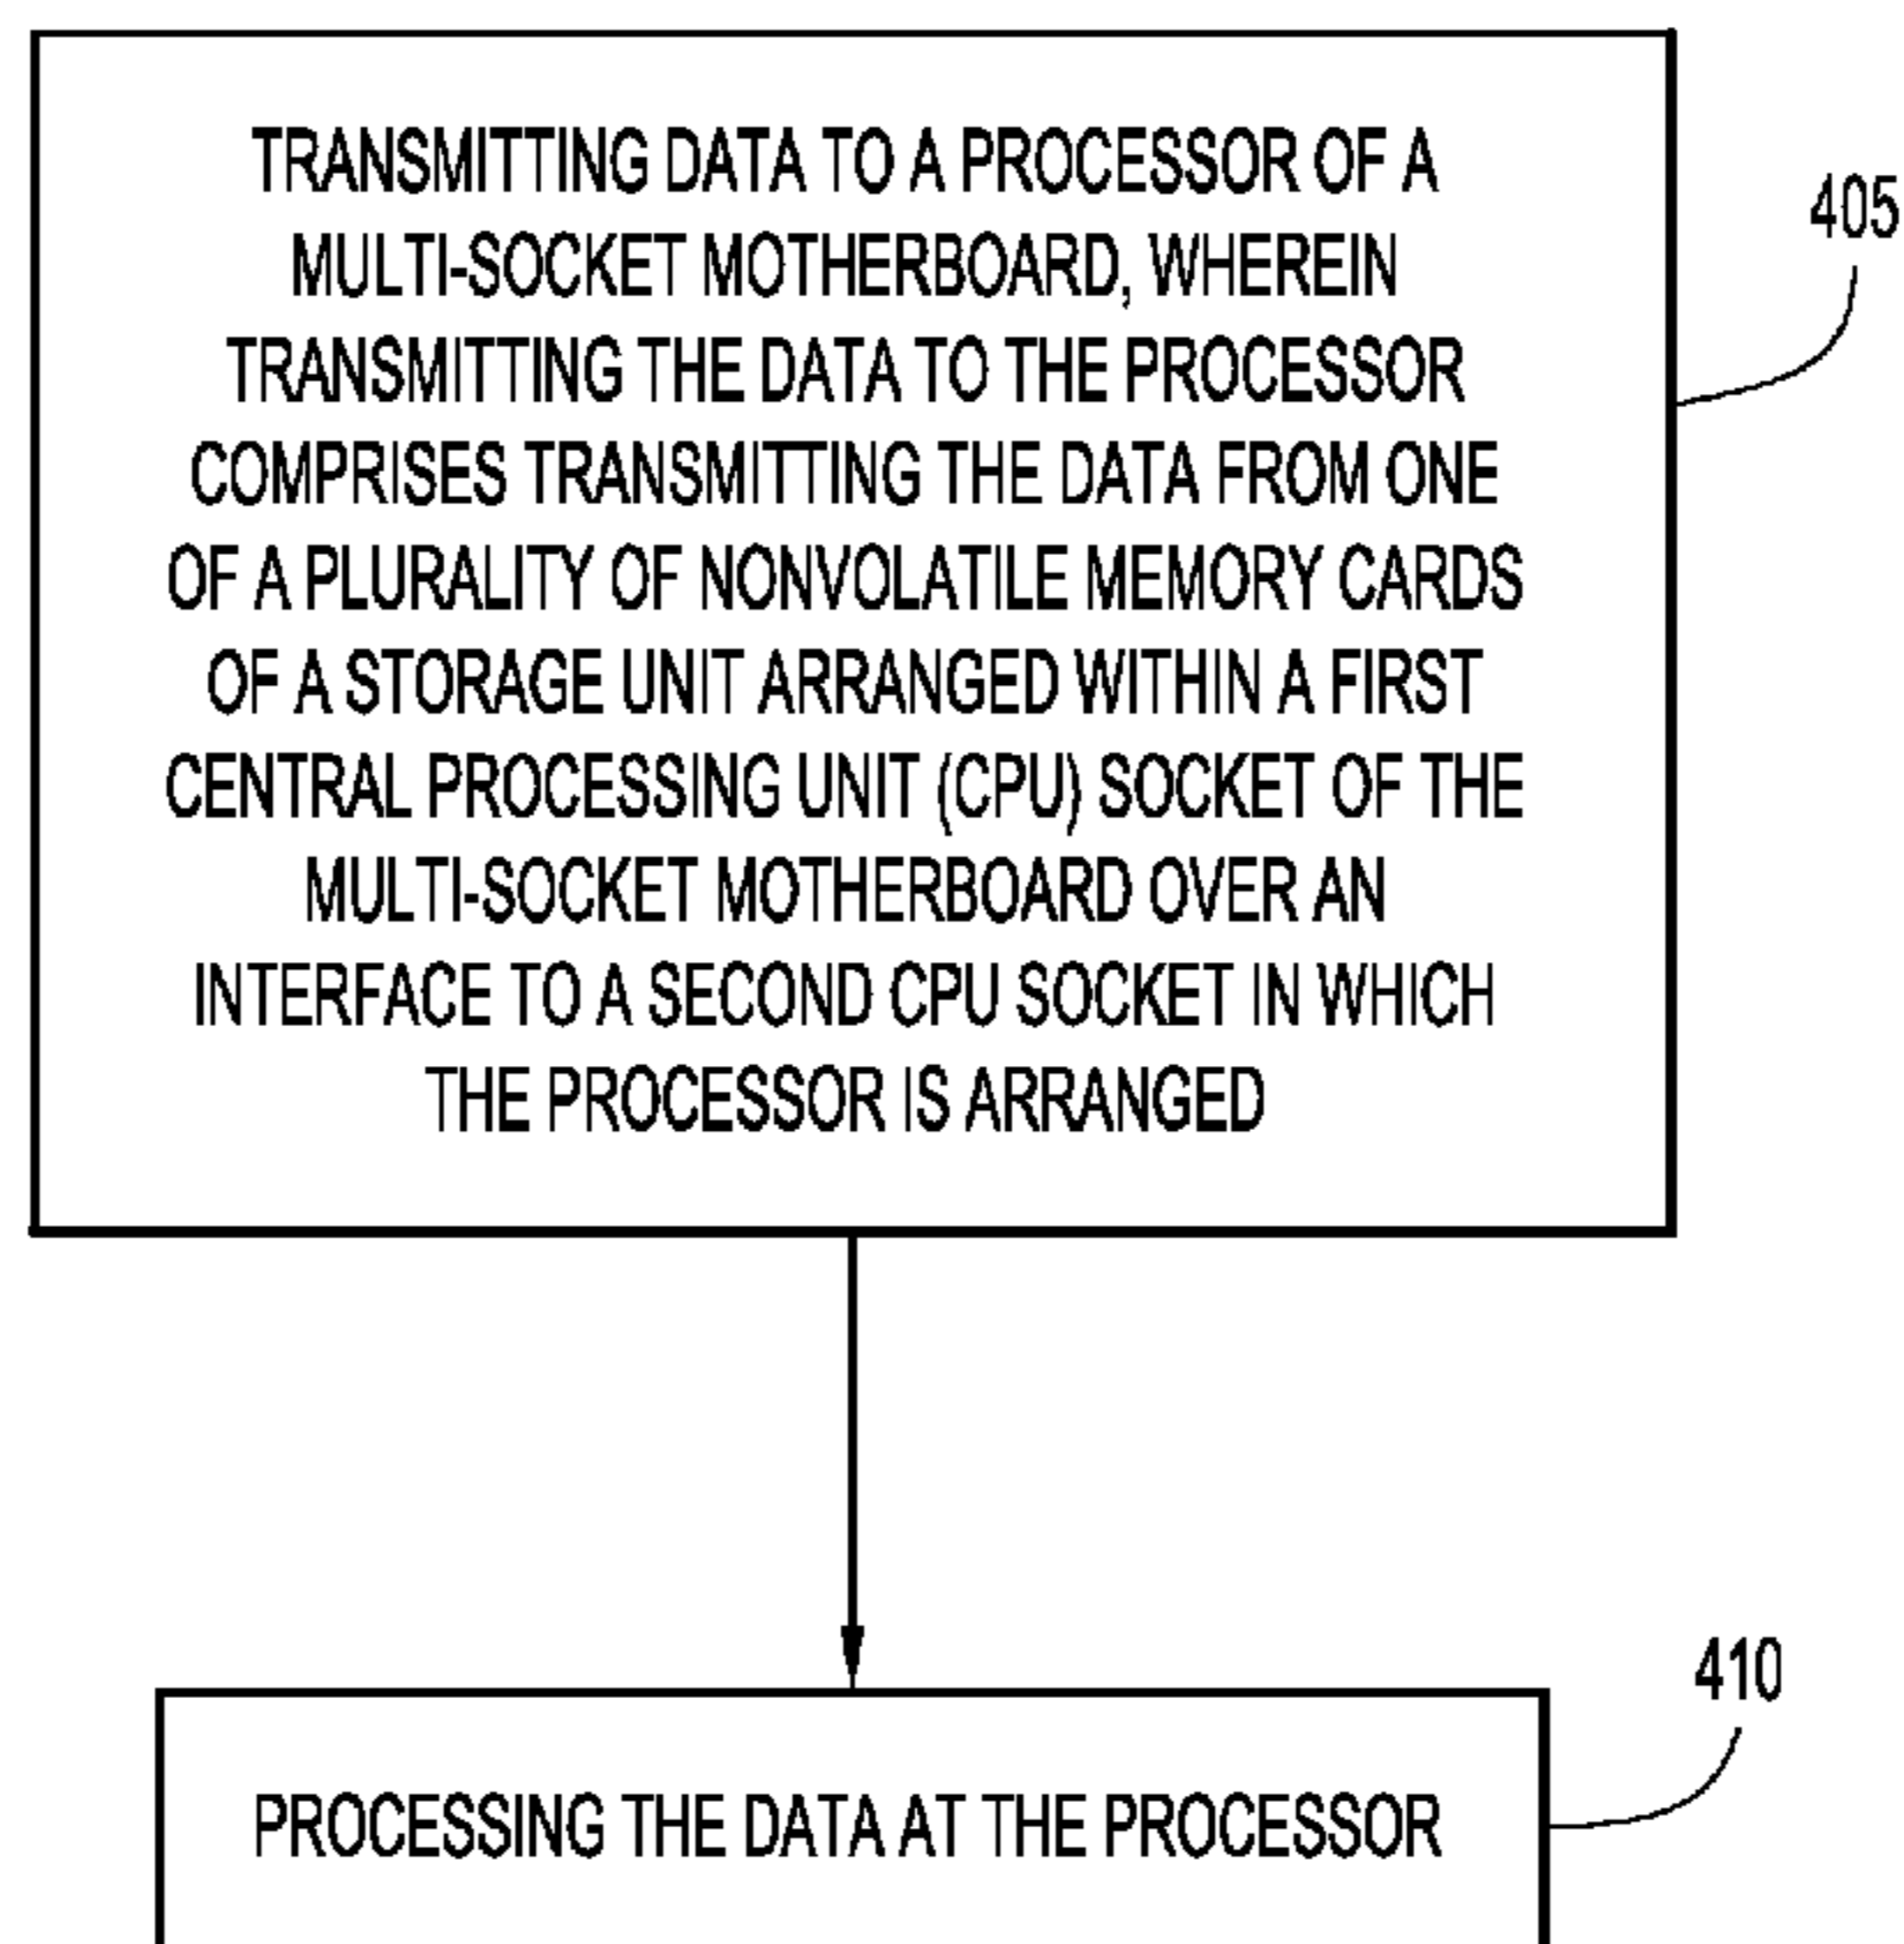 TRANSMITTING DATA TO A PROCESSOR OF A
MULTI-SOCKET MOTHERBOARD, WHEREIN
TRANSMITTING THE DATA TO THE PROCESSOR
COMPRISES TRANSMITTING THE DATA FROM ONE
OF A PLURALITY OF NONVOLATILE MEMORY CARDS
OF A STORAGE UNIT ARRANGED WITHIN A FIRST
CENTRAL PROCESSING UNIT (CPU) SOCKET OF THE
MULTI-SOCKET MOTHERBOARD OVER AN
INTERFACE TO A SECOND CPU SOCKET IN WHICH
THE PROCESSOR IS ARRANGED
405
410
PROCESSING THE DATA AT THE PROCESSOR